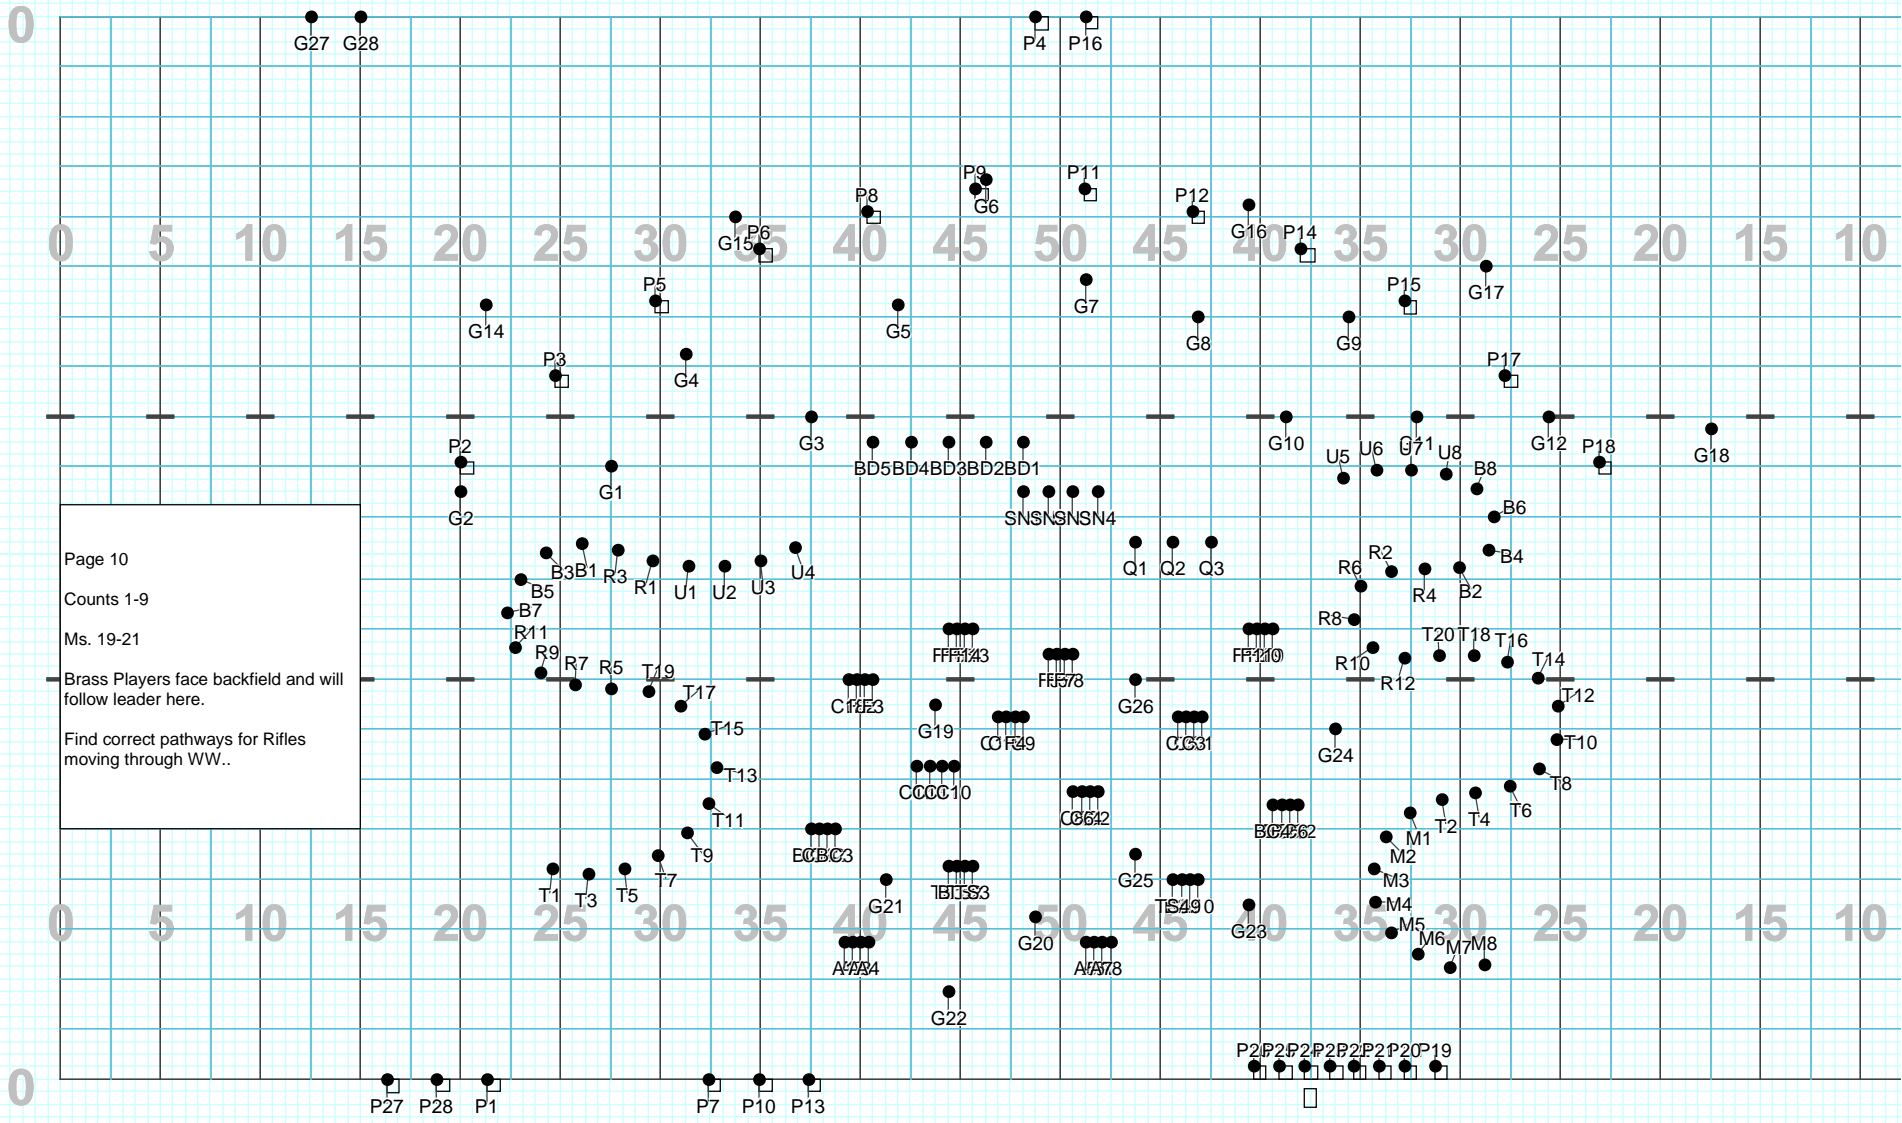 0
G27 G28 P4 P16
P9 P11
P8 G6 P12
G15 P6 G16 P14
0 5 10 15 20 25 30 35 40 45 50 45 40 35 30 25 20 15 10
P5 G7 P15 G17
G14 G5 G8 G9
P3 G4 P17
G3 G10 G12
P2 BD5 BD4 BD3 BD2 BD1 U5 U6 U7 U8 P18 G18
G1 B8
G2 SN4 B6
Page 10
Counts 1-9
Ms. 19-21
Brass Players face backfield and will
follow leader here.
Find correct pathways for Rifles
moving through WW..
B3 B1 R3 R1 U1 U2 U3 U4 Q1 Q2 Q3 R6 R2 R4 B2 B4
B5
B7 R8
R11 T20 T18 T16
R9 R7 R5 T19 R10 R12 T14
T17 G19 G26 T12
T15 G24 T10
T13 T8
T11 T2 T4 T6
T9 M1
M2
T1 T3 T5 T7 G21 G25 M3
M4
0 5 10 15 20 25 30 35 40 45 50 45 40 35 30 25 20 15 10
G20 G23 M5 M6 M7 M8
G22
P20 P19
0
P27 P28 P1 P7 P10 P13